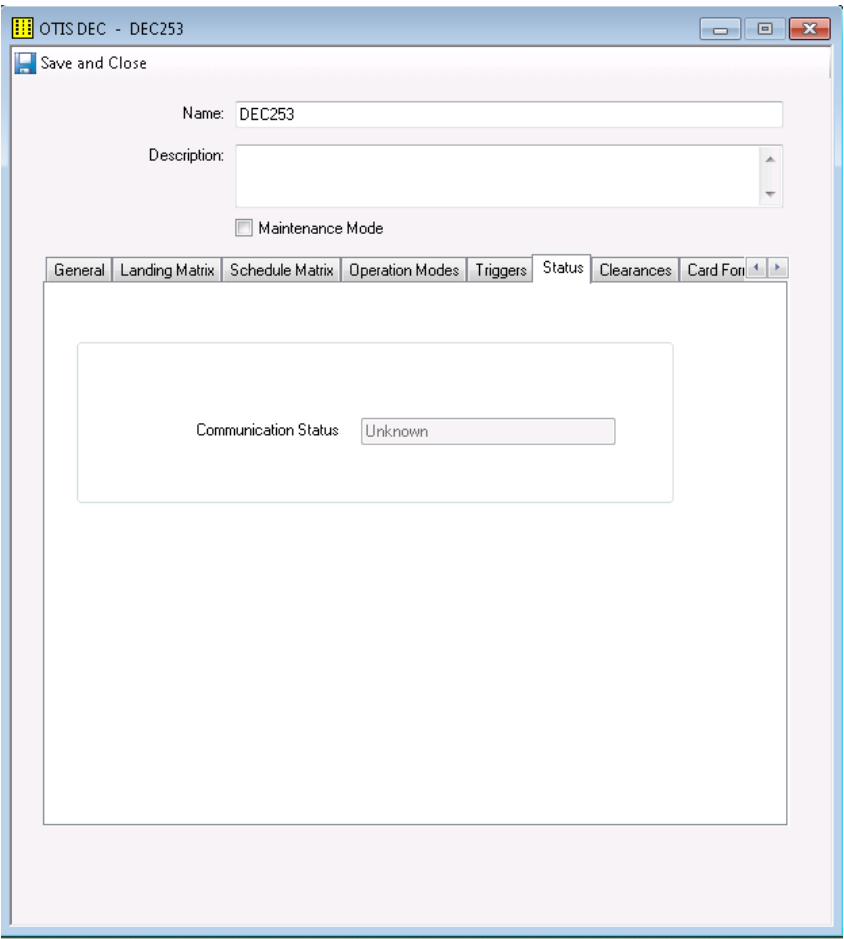 OTIS DEC - DEC253
Save and Close
Name: DEC253
Description:
Maintenance Mode
General Landing Matrix Schedule Matrix Operation Modes Triggers Status Clearances Card For
Communication Status Unknown